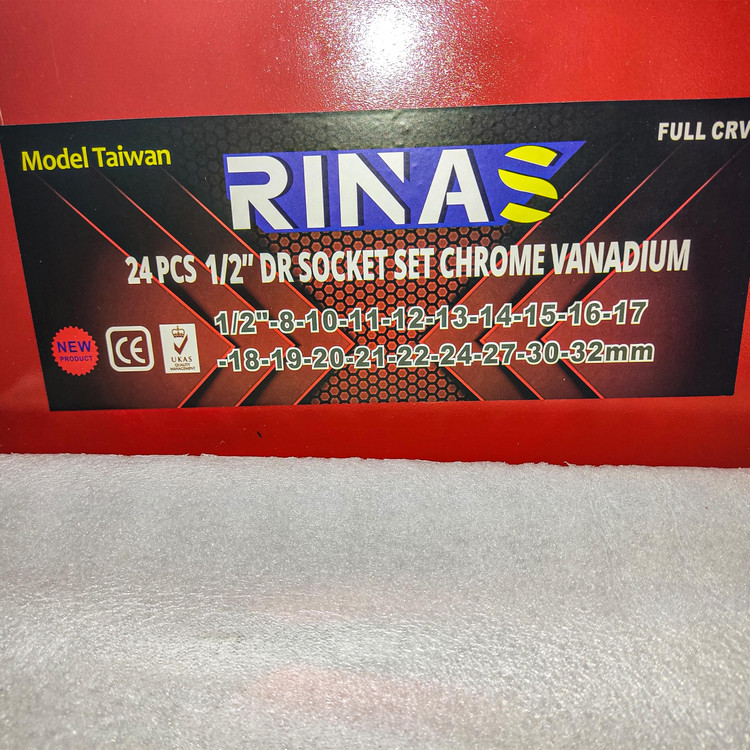 Model Taiwan
FULL CRV
RINAS
24 PCS 1/2" DR SOCKET SET CHROME VANADIUM
1/2"-8-10-11-12-13-14-15-16-17
-18-19-20-21-22-24-27-30-32mm
NEW
PRODUCT
CE
UKAS
QUALITY
MANAGEMENT